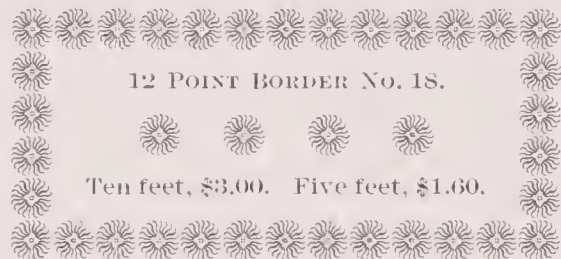 12 Point Border No. 18.
Ten feet, $3.00. Five feet, $1.60.